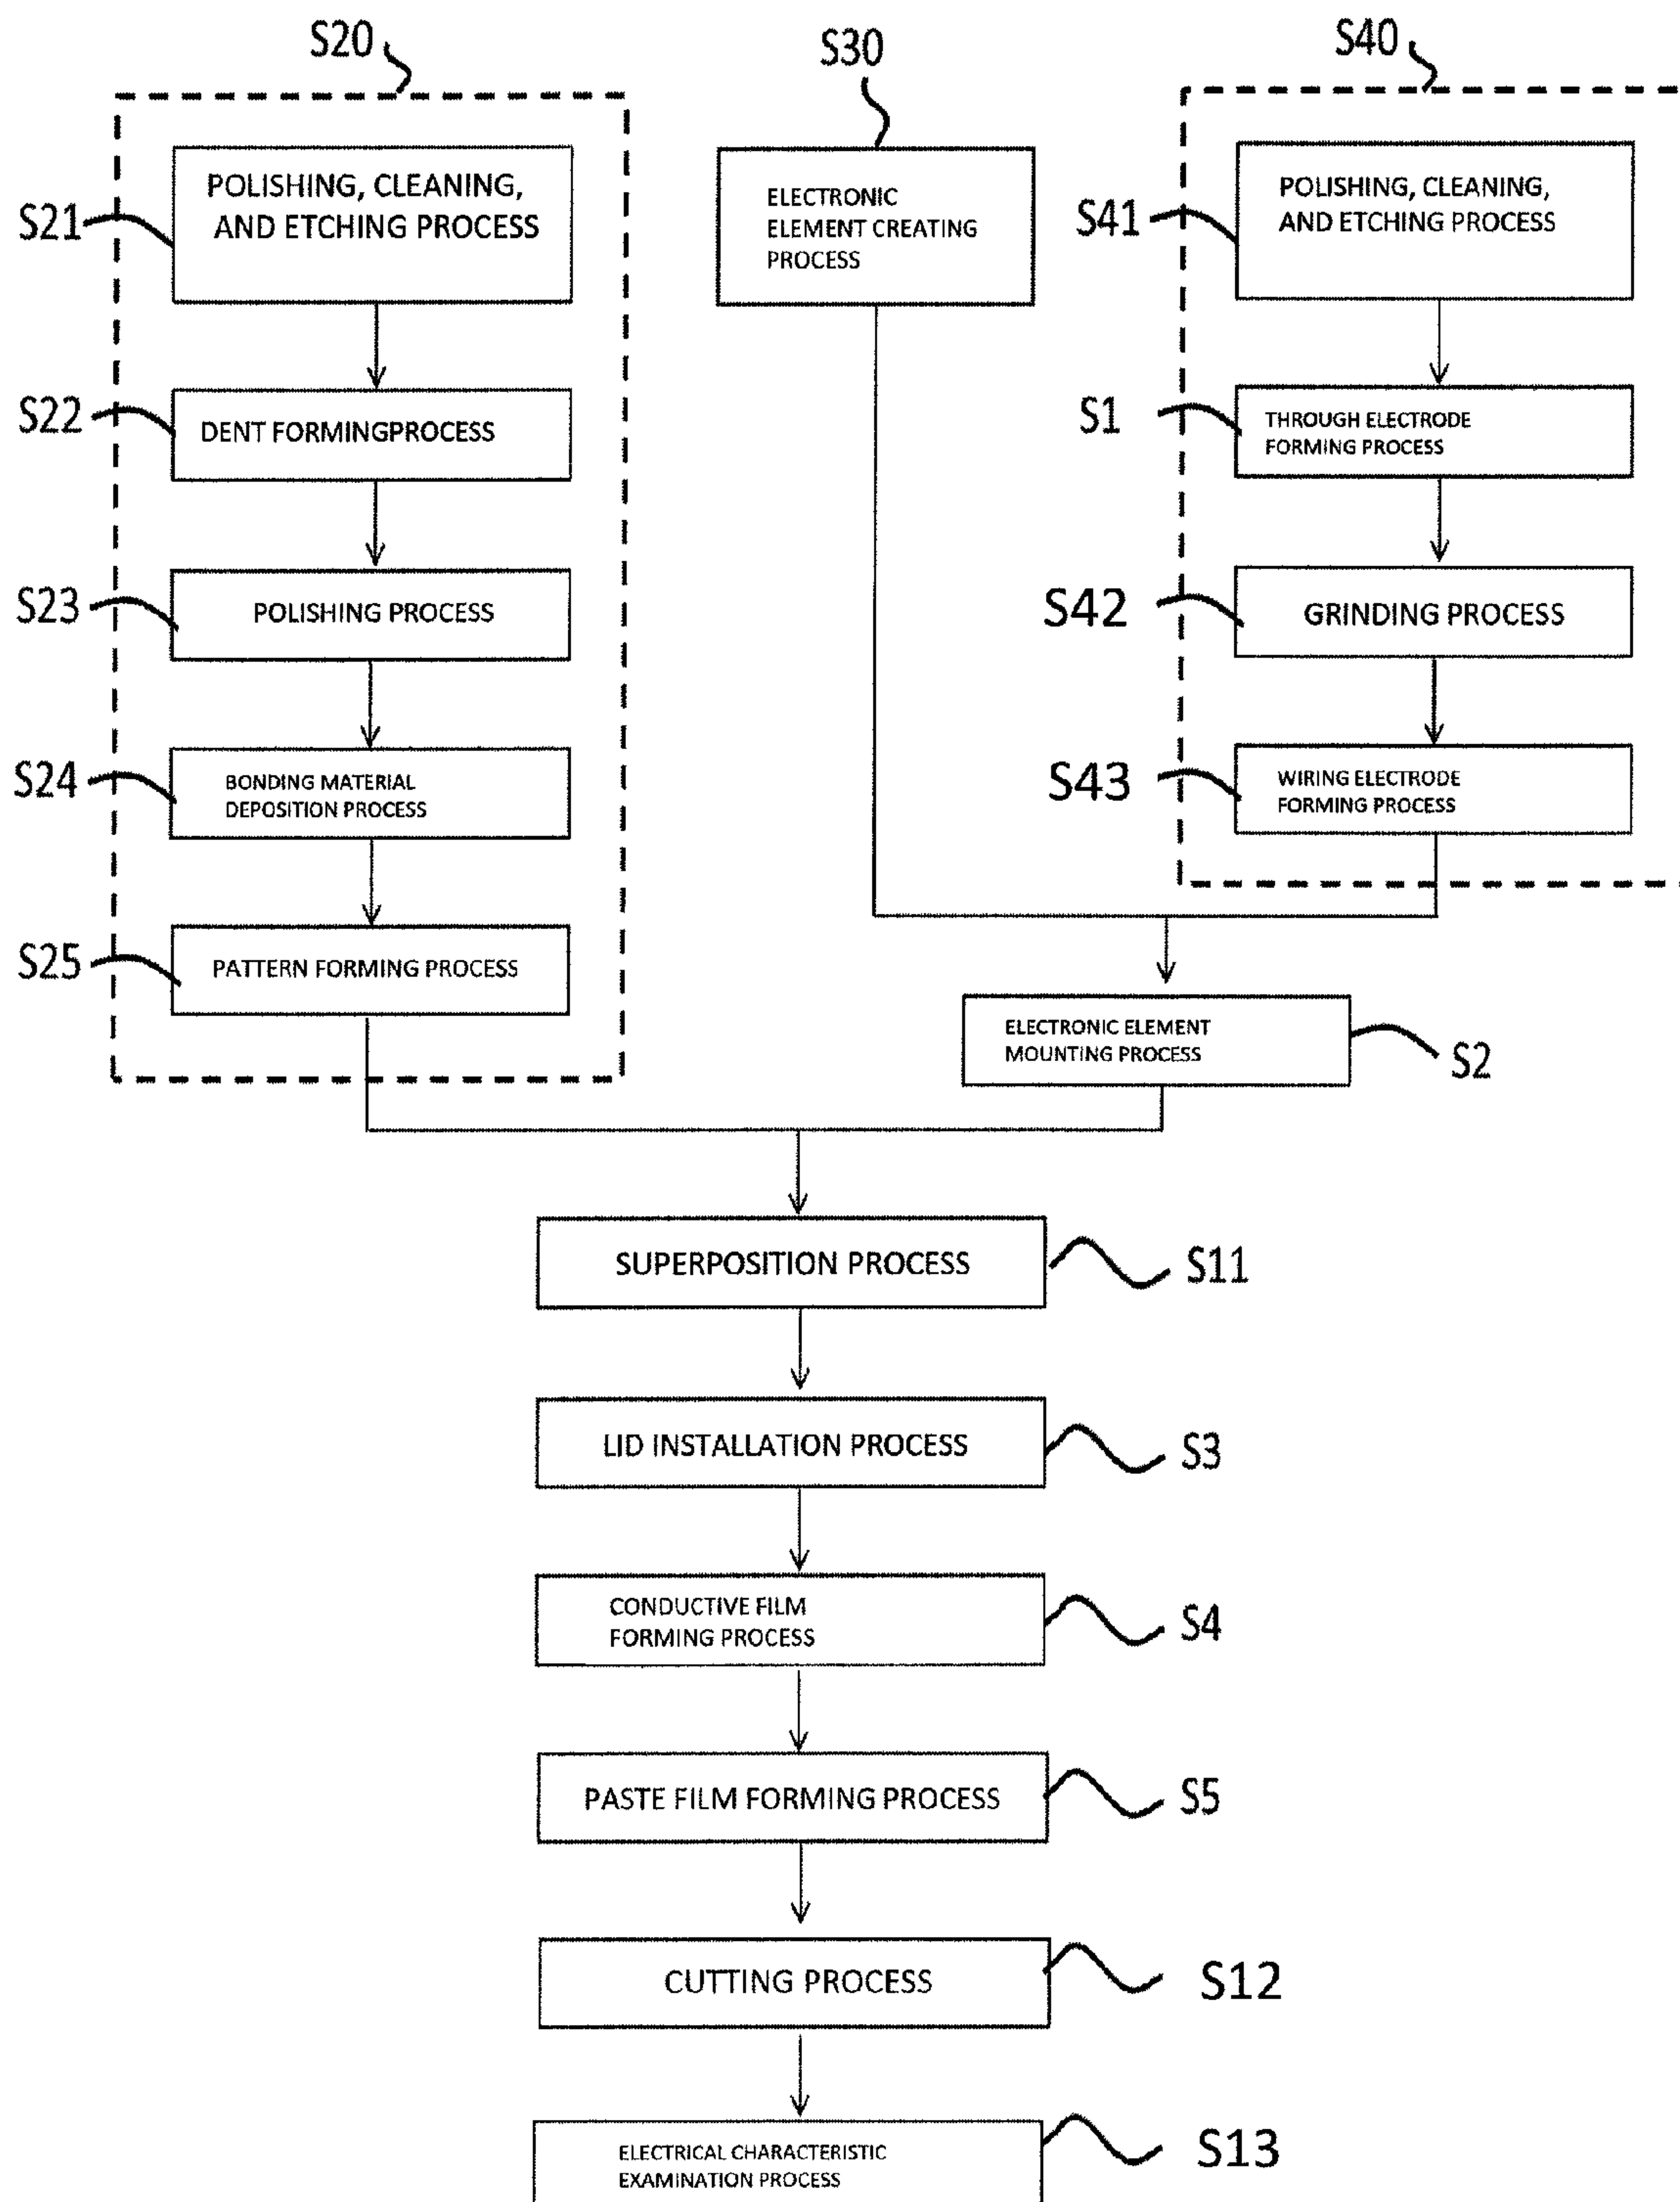 S20
S30
S40
S21
POLISHING, CLEANING,
AND ETCHING PROCESS
ELECTRONIC
ELEMENT CREATING
PROCESS
S41
POLISHING, CLEANING,
AND ETCHING PROCESS
S22
DENT FORMINGPROCESS
S1
THROUGH ELECTRODE
FORMING PROCESS
S23
POLISHING PROCESS
S42
GRINDING PROCESS
S24
BONDING MATERIAL
DEPOSITION PROCESS
S43
WIRING ELECTRODE
FORMING PROCESS
S25
PATTERN FORMING PROCESS
ELECTRONIC ELEMENT
MOUNTING PROCESS
S2
SUPERPOSITION PROCESS
S11
LID INSTALLATION PROCESS
S3
CONDUCTIVE FILM
FORMING PROCESS
S4
PASTE FILM FORMING PROCESS
S5
CUTTING PROCESS
S12
ELECTRICAL CHARACTERISTIC
EXAMINATION PROCESS
S13